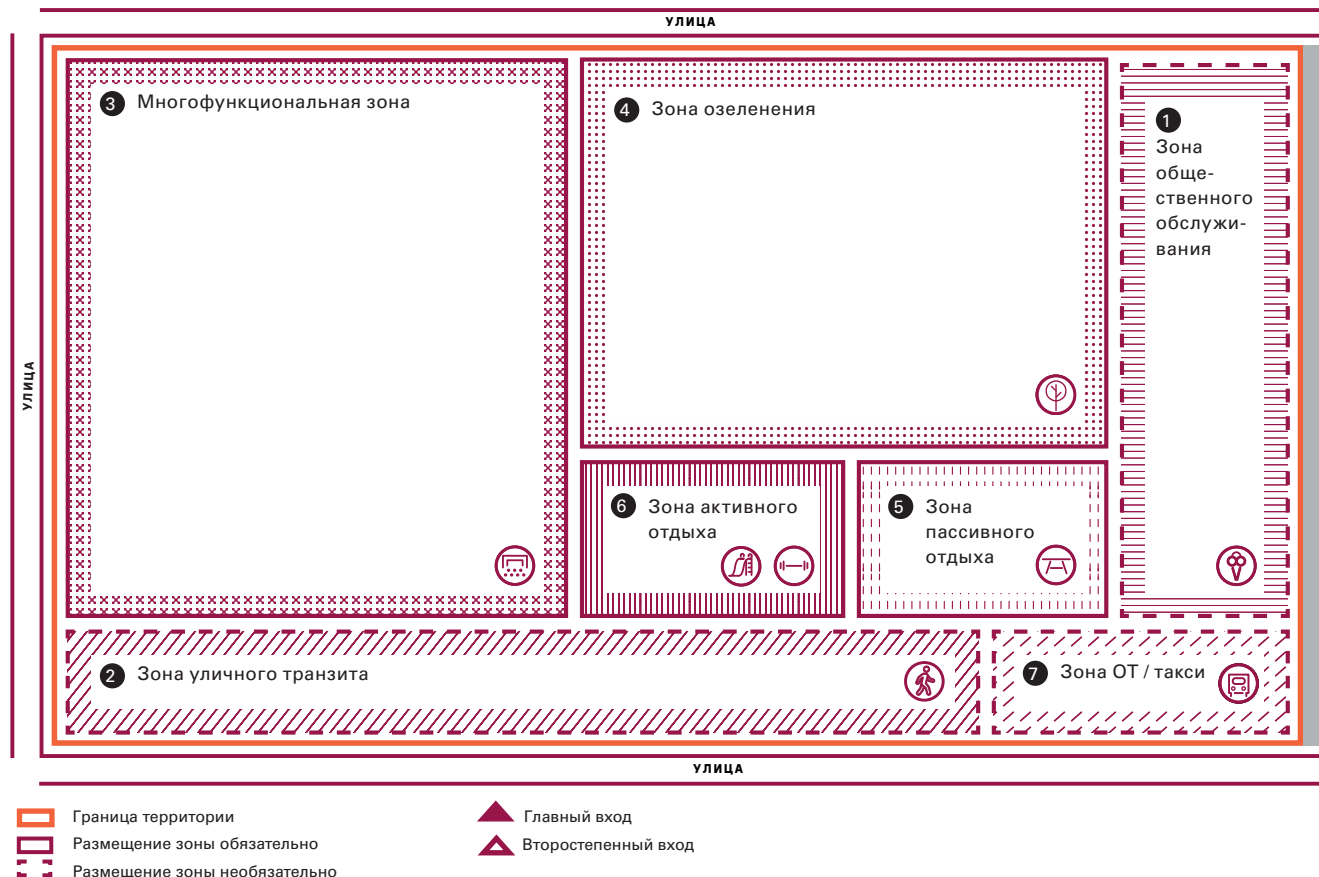 УЛИЦА
3 Многофункциональная зона
4 Зона озеленения
1
Зона
обще-
ственного
обслужи-
вания
УЛИЦА
6 Зона активного
отдыха
5 Зона
пассивного
отдыха
2 Зона уличного транзита
7 Зона ОТ / такси
УЛИЦА
Граница территории
Размещение зоны обязательно
Размещение зоны необязательно
Главный вход
Второстепенный вход